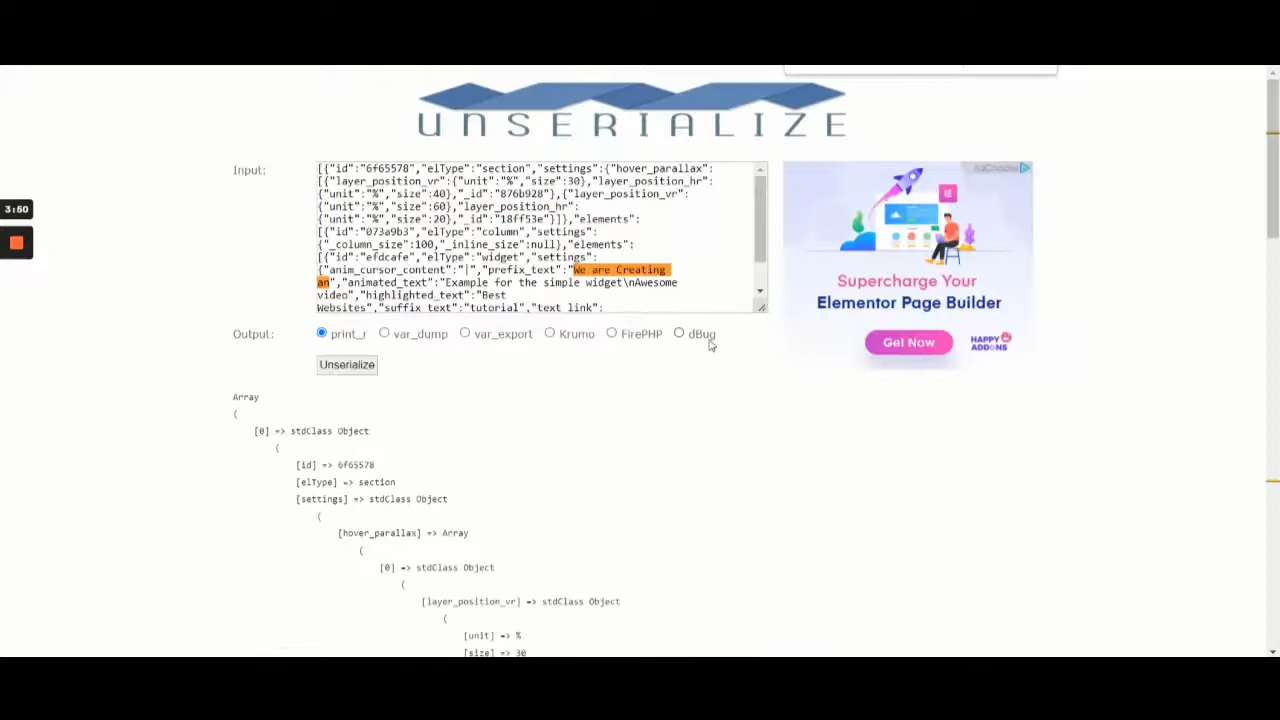 UNSERIALIZE
Input:
[{"id":"6f65578","elType":"section","settings":{"hover_parallax":
[{"layer_position_vr":{"unit":"%","size":30},"layer_position_hr":
{"unit":"%","size":40},"_id":"876b928"},{"layer_position_vr":
{"unit":"%","size":60},"layer_position_hr":
{"unit":"%","size":20},"_id":"18ff53e"}]},"elements":
[{"id":"073a9b3","elType":"column","settings":
{"_column_size":100,"_inline_size":null},"elements":
[{"id":"efdcafe","elType":"widget","settings":
{"anim_cursor_content":"|","prefix_text":"We are Creating
an","animated_text":"Example for the simple widget\nAwesome
video","highlighted_text":"Best
Websites","suffix_text":"tutorial","text_link":
AdChoices
Supercharge Your
Elementor Page Builder
Get Now
HAPPY
ADDONS
3:50
Output:
print_r
var_dump
var_export
Krumo
FirePHP
dBug
Unserialize
Array
(
[0] => stdClass Object
(
[id] => 6f65578
[elType] => section
[settings] => stdClass Object
(
[hover_parallax] => Array
(
[0] => stdClass Object
(
[layer_position_vr] => stdClass Object
(
[unit] => %
[size] => 30